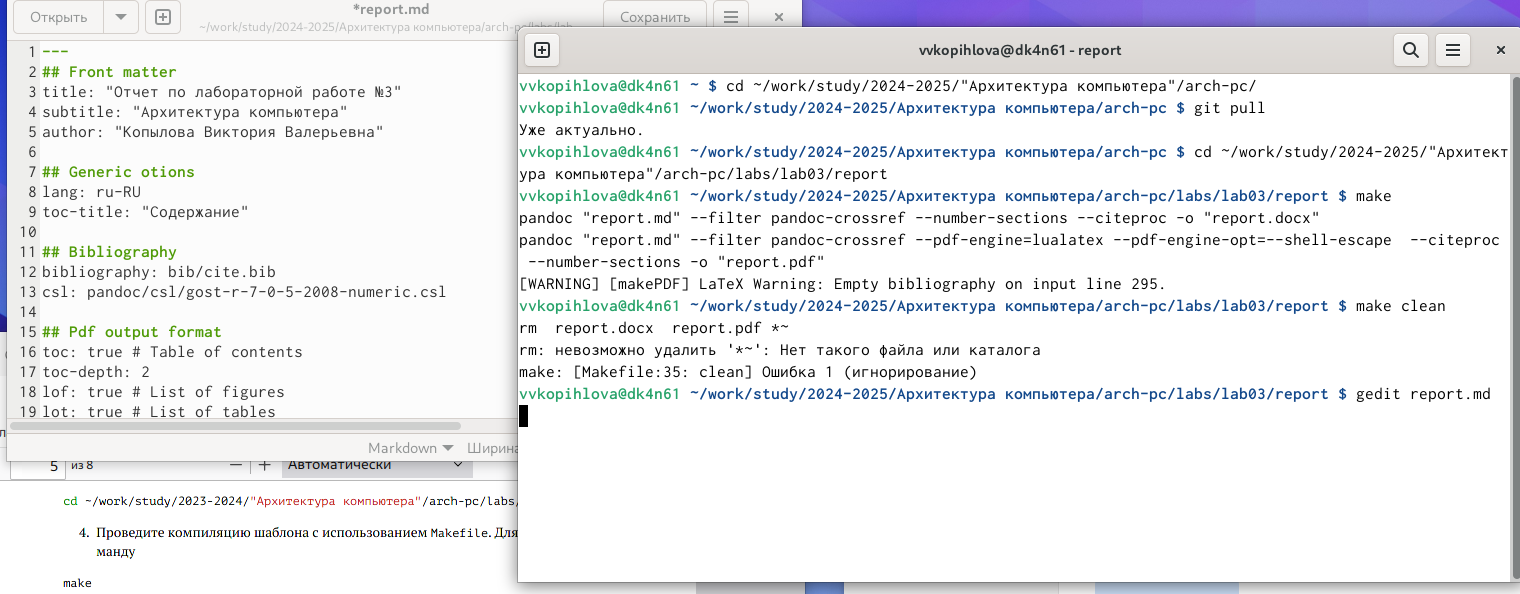 Открыть
*report.md
~/work/study/2024-2025/Архитектура компьютера/arch-pc/labs/lab
Сохранить
1 ---
2 ## Front matter
3 title: "Отчет по лабораторной работе №3"
4 subtitle: "Архитектура компьютера"
5 author: "Копылова Виктория Валерьевна"
6
7 ## Generic otions
8 lang: ru-RU
9 toc-title: "Содержание"
10
11 ## Bibliography
12 bibliography: bib/cite.bib
13 csl: pandoc/csl/gost-r-7-0-5-2008-numeric.csl
14
15 ## Pdf output format
16 toc: true # Table of contents
17 toc-depth: 2
18 lof: true # List of figures
19 lot: true # List of tables
Markdown
Ширина
5 из 8
Автоматически
cd ~/work/study/2023-2024/"Архитектура компьютера"/arch-pc/labs/
4. Проведите компиляцию шаблона с использованием Makefile. Для
манду
make
vvkopihlova@dk4n61 - report
vvkopihlova@dk4n61 ~ $ cd ~/work/study/2024-2025/"Архитектура компьютера"/arch-pc/
vvkopihlova@dk4n61 ~/work/study/2024-2025/Архитектура компьютера/arch-pc $ git pull
Уже актуально.
vvkopihlova@dk4n61 ~/work/study/2024-2025/Архитектура компьютера/arch-pc $ cd ~/work/study/2024-2025/"Архитект
ура компьютера"/arch-pc/labs/lab03/report
vvkopihlova@dk4n61 ~/work/study/2024-2025/Архитектура компьютера/arch-pc/labs/lab03/report $ make
pandoc "report.md" --filter pandoc-crossref --number-sections --citeproc -o "report.docx"
pandoc "report.md" --filter pandoc-crossref --pdf-engine=lualatex --pdf-engine-opt=--shell-escape  --citeproc
 --number-sections -o "report.pdf"
[WARNING] [makePDF] LaTeX Warning: Empty bibliography on input line 295.
vvkopihlova@dk4n61 ~/work/study/2024-2025/Архитектура компьютера/arch-pc/labs/lab03/report $ make clean
rm  report.docx  report.pdf *~
rm: невозможно удалить '*~': Нет такого файла или каталога
make: [Makefile:35: clean] Ошибка 1 (игнорирование)
vvkopihlova@dk4n61 ~/work/study/2024-2025/Архитектура компьютера/arch-pc/labs/lab03/report $ gedit report.md